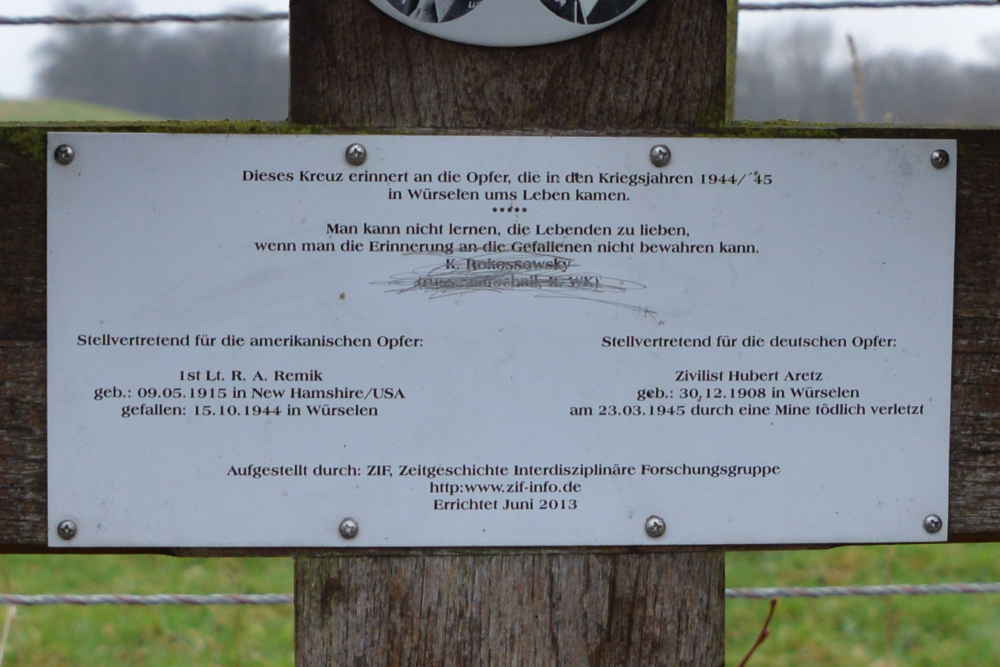 Dieses Kreuz erinnert an die Opfer, die in den Kriegsjahren 1944/´45
in Würselen ums Leben kamen.
*****
Man kann nicht lernen, die Lebenden zu lieben,
wenn man die Erinnerung an die Gefallenen nicht bewahren kann.
K. Rokossowsky
II. WK)
Stellvertretend für die amerikanischen Opfer:
1st Lt. R. A. Remik
geb.: 09.05.1915 in New Hamshire/USA
gefallen: 15.10.1944 in Würselen
Stellvertretend für die deutschen Opfer:
Zivilist Hubert Aretz
geb.: 30.12.1908 in Würselen
am 23.03.1945 durch eine Mine tödlich verletzt
Aufgestellt durch: ZIF, Zeitgeschichte Interdisziplinäre Forschungsgruppe
http:www.zif-info.de
Errichtet Juni 2013